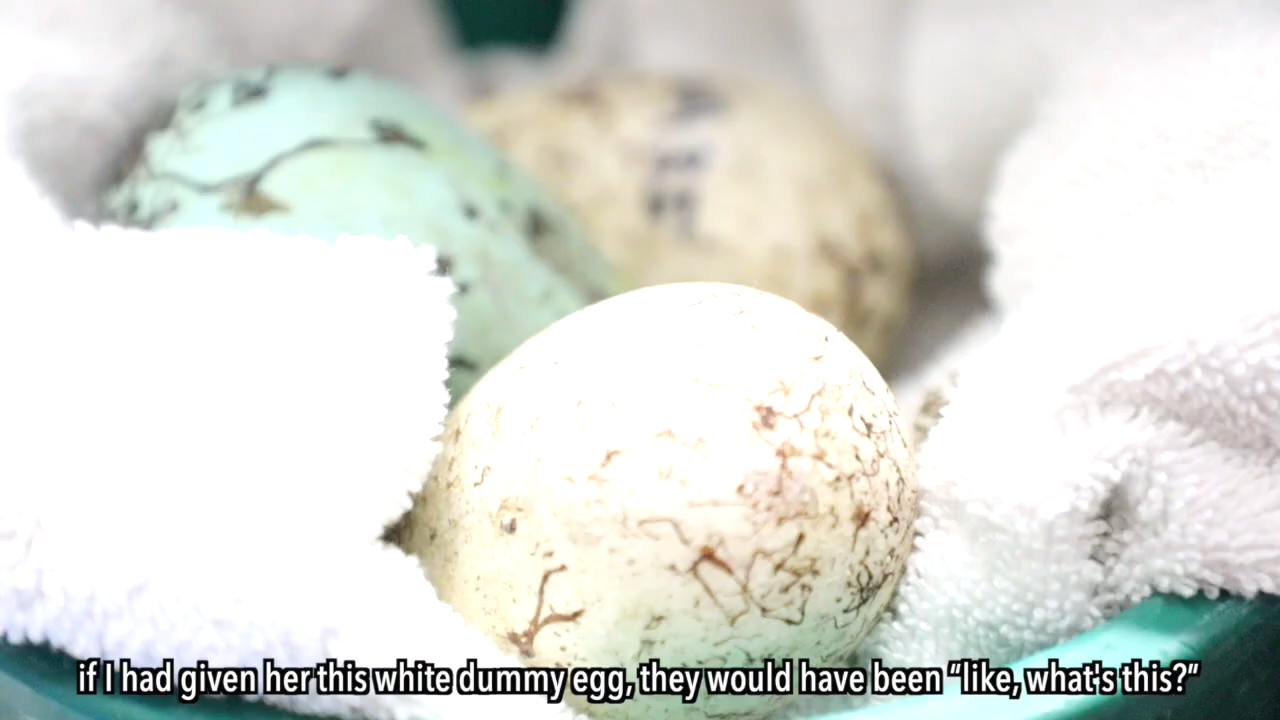 if I had given her this white dummy egg, they would have been “like, what's this?”